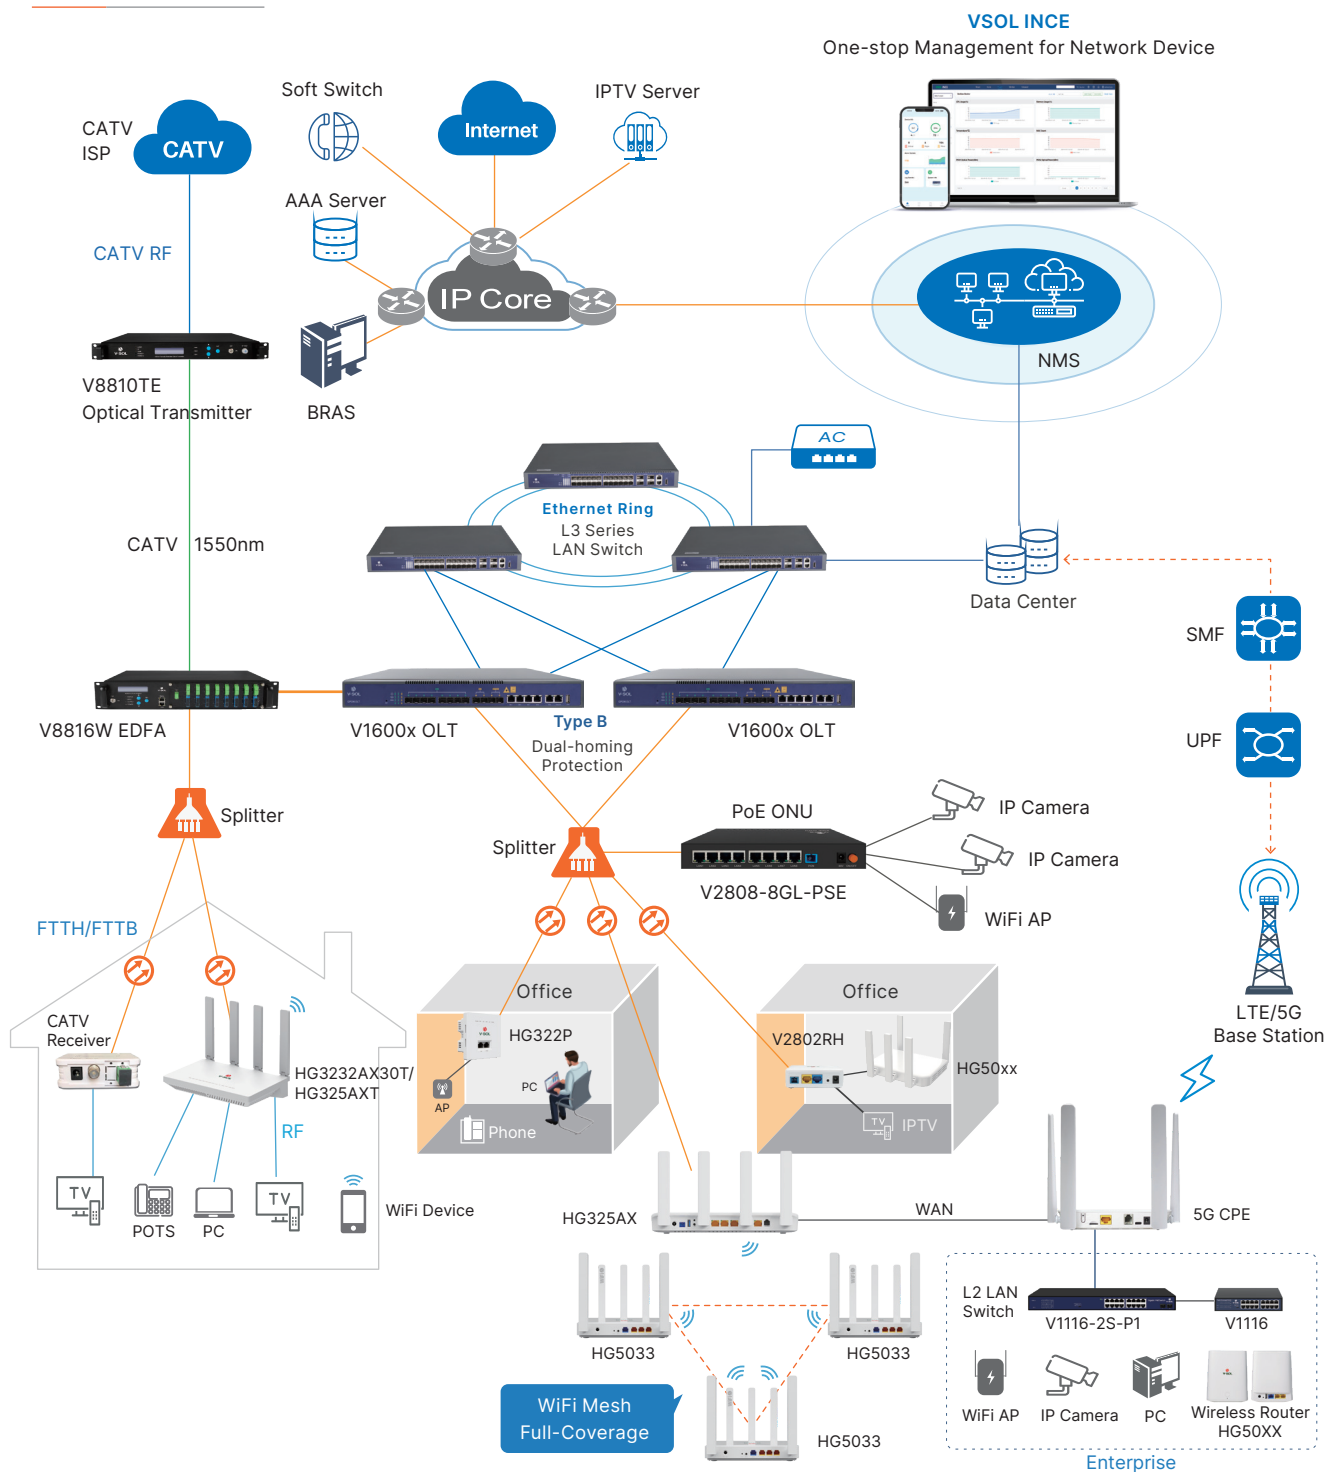 VSOL INCE
One-stop Management for Network Device
Soft Switch
Internet
IPTV Server
CATV
ISP
CATV
AAA Server
CATV RF
IP Core
NMS
V-SOL
V8810TE
Optical Transmitter
BRAS
AC
Ethernet Ring
L3 Series
LAN Switch
CATV 1550nm
Data Center
SMF
V-SOL
V8816W EDFA
V1600x OLT
Type B
Dual-homing
Protection
V1600x OLT
UPF
Splitter
PoE ONU
IP Camera
Splitter
IP Camera
V2808-8GL-PSE
WiFi AP
FTTH/FTTB
Office
Office
LTE/5G
Base Station
CATV
Receiver
V-SOL
HG322P
V2802RH
HG50xx
HG3232AX30T/
HG325AXT
PC
AP
Phone
TV
IPTV
RF
TV
TV
WiFi Device
POTS
PC
HG325AX
WAN
5G CPE
L2 LAN
Switch
V1116-2S-P1
V1116
HG5033
HG5033
WiFi Mesh
Full-Coverage
HG5033
WiFi AP
IP Camera
PC
Wireless Router
HG50XX
Enterprise